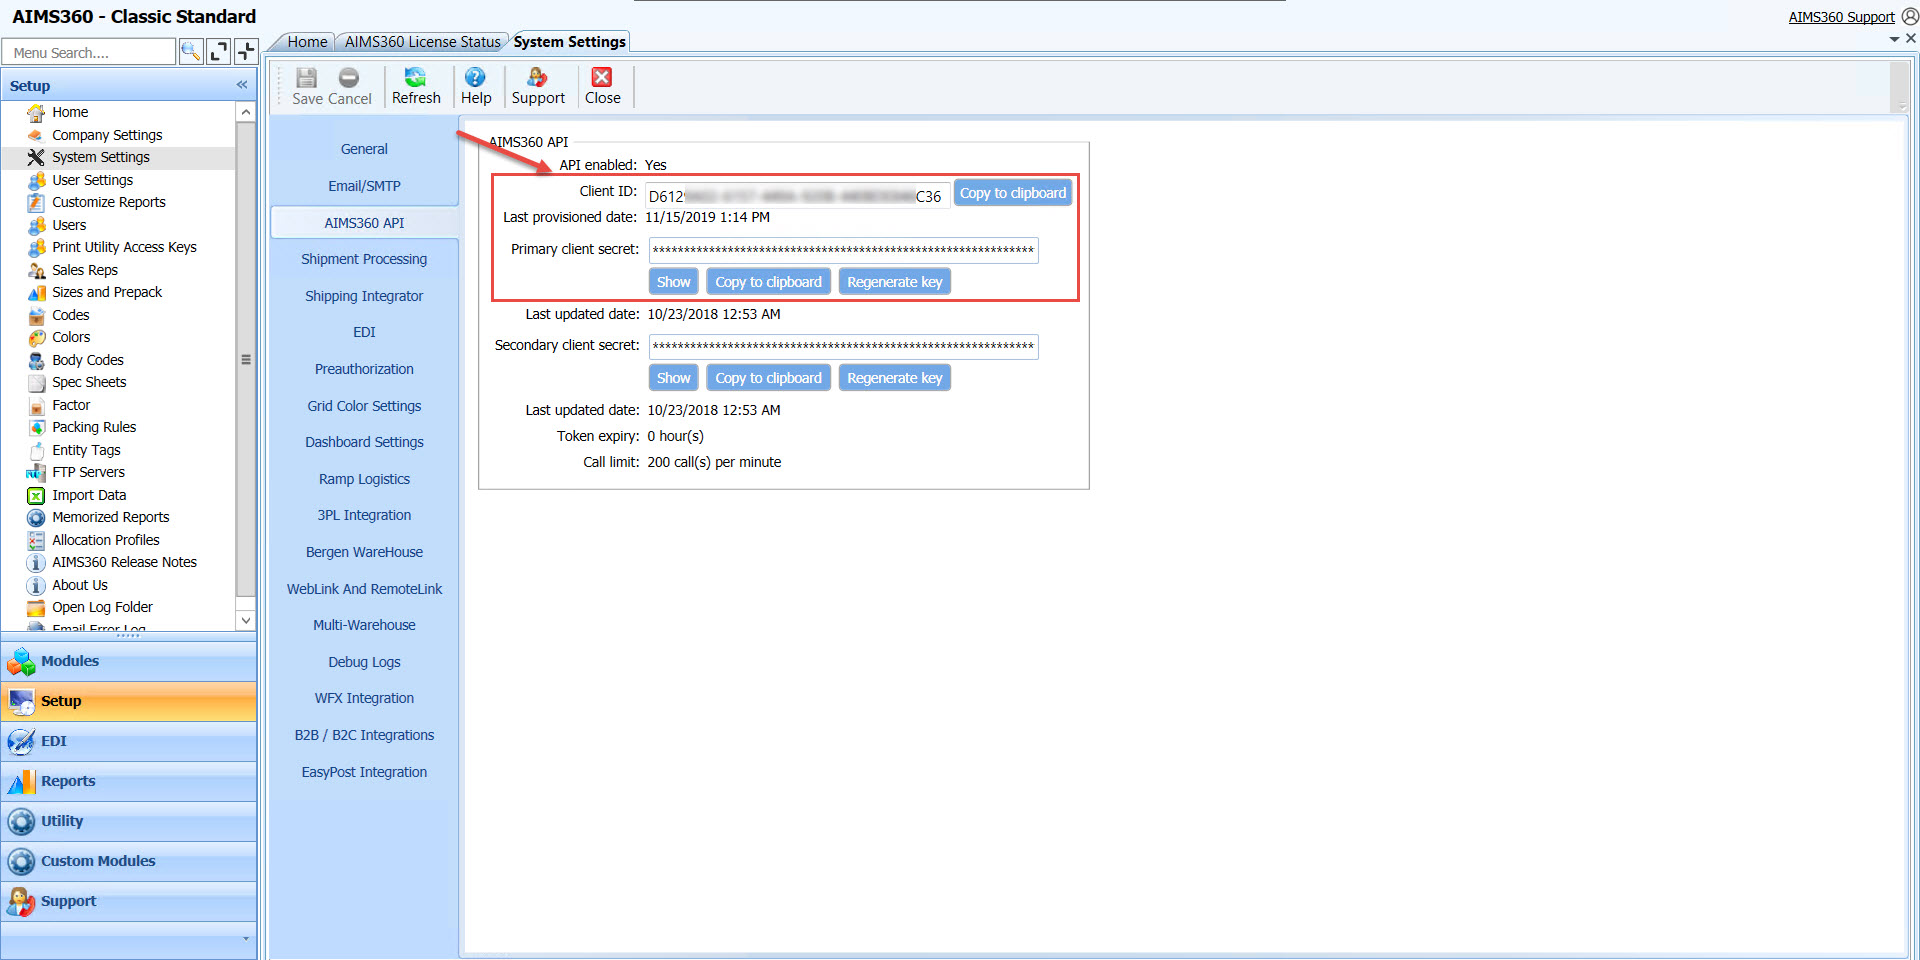 AIMS360 - Classic Standard
AIMS360 Support
Menu Search....
Home
AIMS360 License Status
System Settings
Setup
Save
Cancel
Refresh
Help
Support
Close
Home
Company Settings
System Settings
User Settings
Customize Reports
Users
Print Utility Access Keys
Sales Reps
Sizes and Prepack
Codes
Colors
Body Codes
Spec Sheets
Factor
Packing Rules
Entity Tags
FTP Servers
Import Data
Memorized Reports
Allocation Profiles
AIMS360 Release Notes
About Us
Open Log Folder
Email Error Log
Modules
Setup
EDI
Reports
Utility
Custom Modules
Support
General
Email/SMTP
AIMS360 API
Shipment Processing
Shipping Integrator
EDI
Preauthorization
Grid Color Settings
Dashboard Settings
Ramp Logistics
3PL Integration
Bergen WareHouse
WebLink And RemoteLink
Multi-Warehouse
Debug Logs
WFX Integration
B2B / B2C Integrations
EasyPost Integration
AIMS360 API
API enabled: Yes
Client ID: D612 C36 Copy to clipboard
Last provisioned date: 11/15/2019 1:14 PM
Primary client secret: ****************************************************************
Show Copy to clipboard Regenerate key
Last updated date: 10/23/2018 12:53 AM
Secondary client secret: ****************************************************************
Show Copy to clipboard Regenerate key
Last updated date: 10/23/2018 12:53 AM
Token expiry: 0 hour(s)
Call limit: 200 call(s) per minute